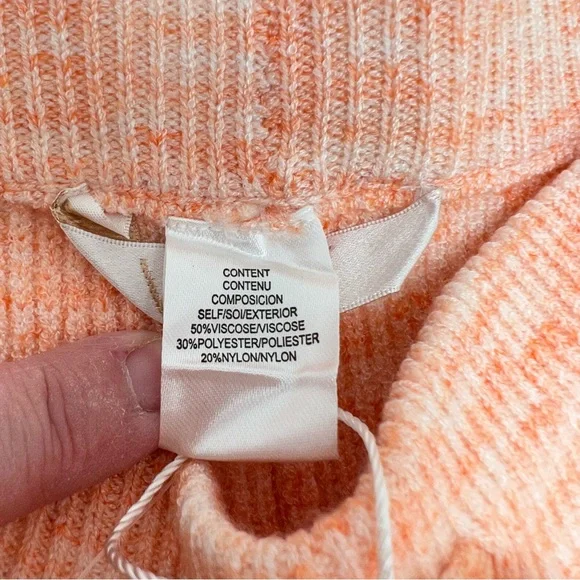 CONTENT
CONTENU
COMPOSICION
SELF/SOI/EXTERIOR
50%VISCOSE/VISCOSE
30%POLYESTER/POLIESTER
20%NYLON/NYLON